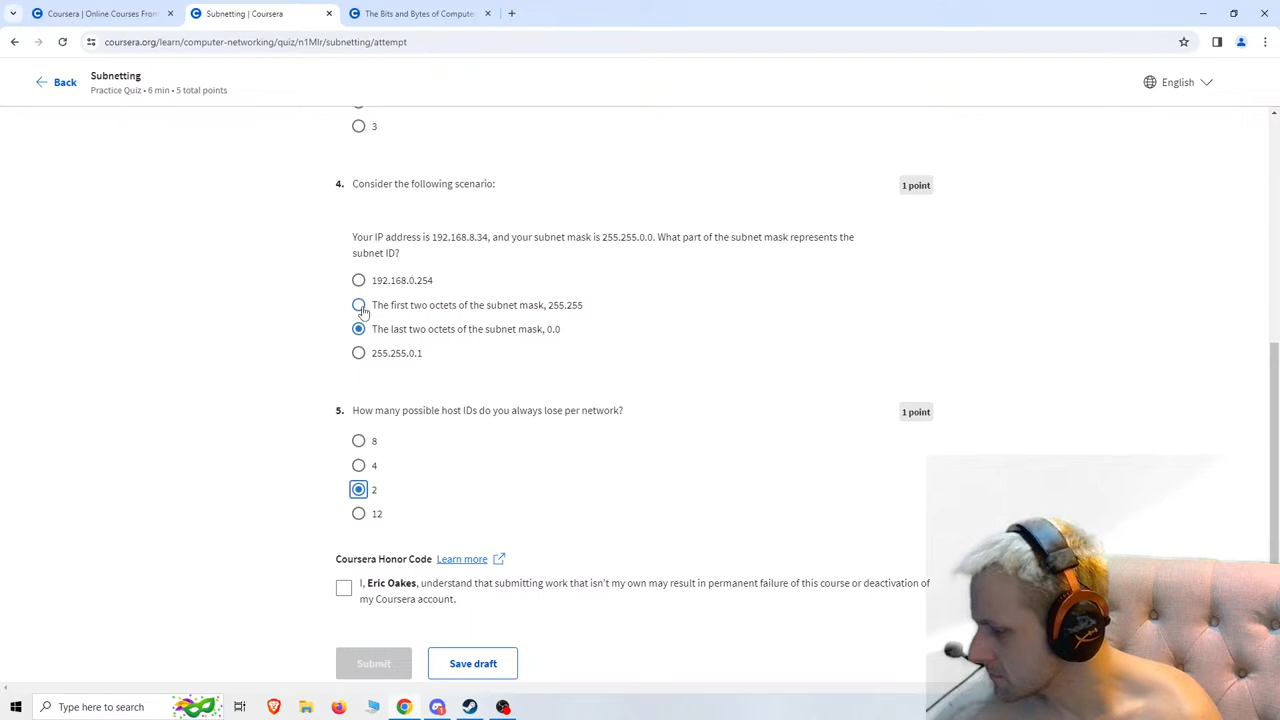 Coursera | Online Courses From
Subnetting | Coursera
The Bits and Bytes of Compute
coursera.org/learn/computer-networking/quiz/n1MIr/subnetting/attempt
Back
Subnetting
Practice Quiz • 6 min • 5 total points
English
3
4. Consider the following scenario:
1 point
Your IP address is 192.168.8.34, and your subnet mask is 255.255.0.0. What part of the subnet mask represents the
subnet ID?
192.168.0.254
The first two octets of the subnet mask, 255.255
The last two octets of the subnet mask, 0.0
255.255.0.1
5. How many possible host IDs do you always lose per network?
1 point
8
4
2
12
Coursera Honor Code Learn more
I, Eric Oakes, understand that submitting work that isn't my own may result in permanent failure of this course or deactivation of
my Coursera account.
Submit
Save draft
Type here to search